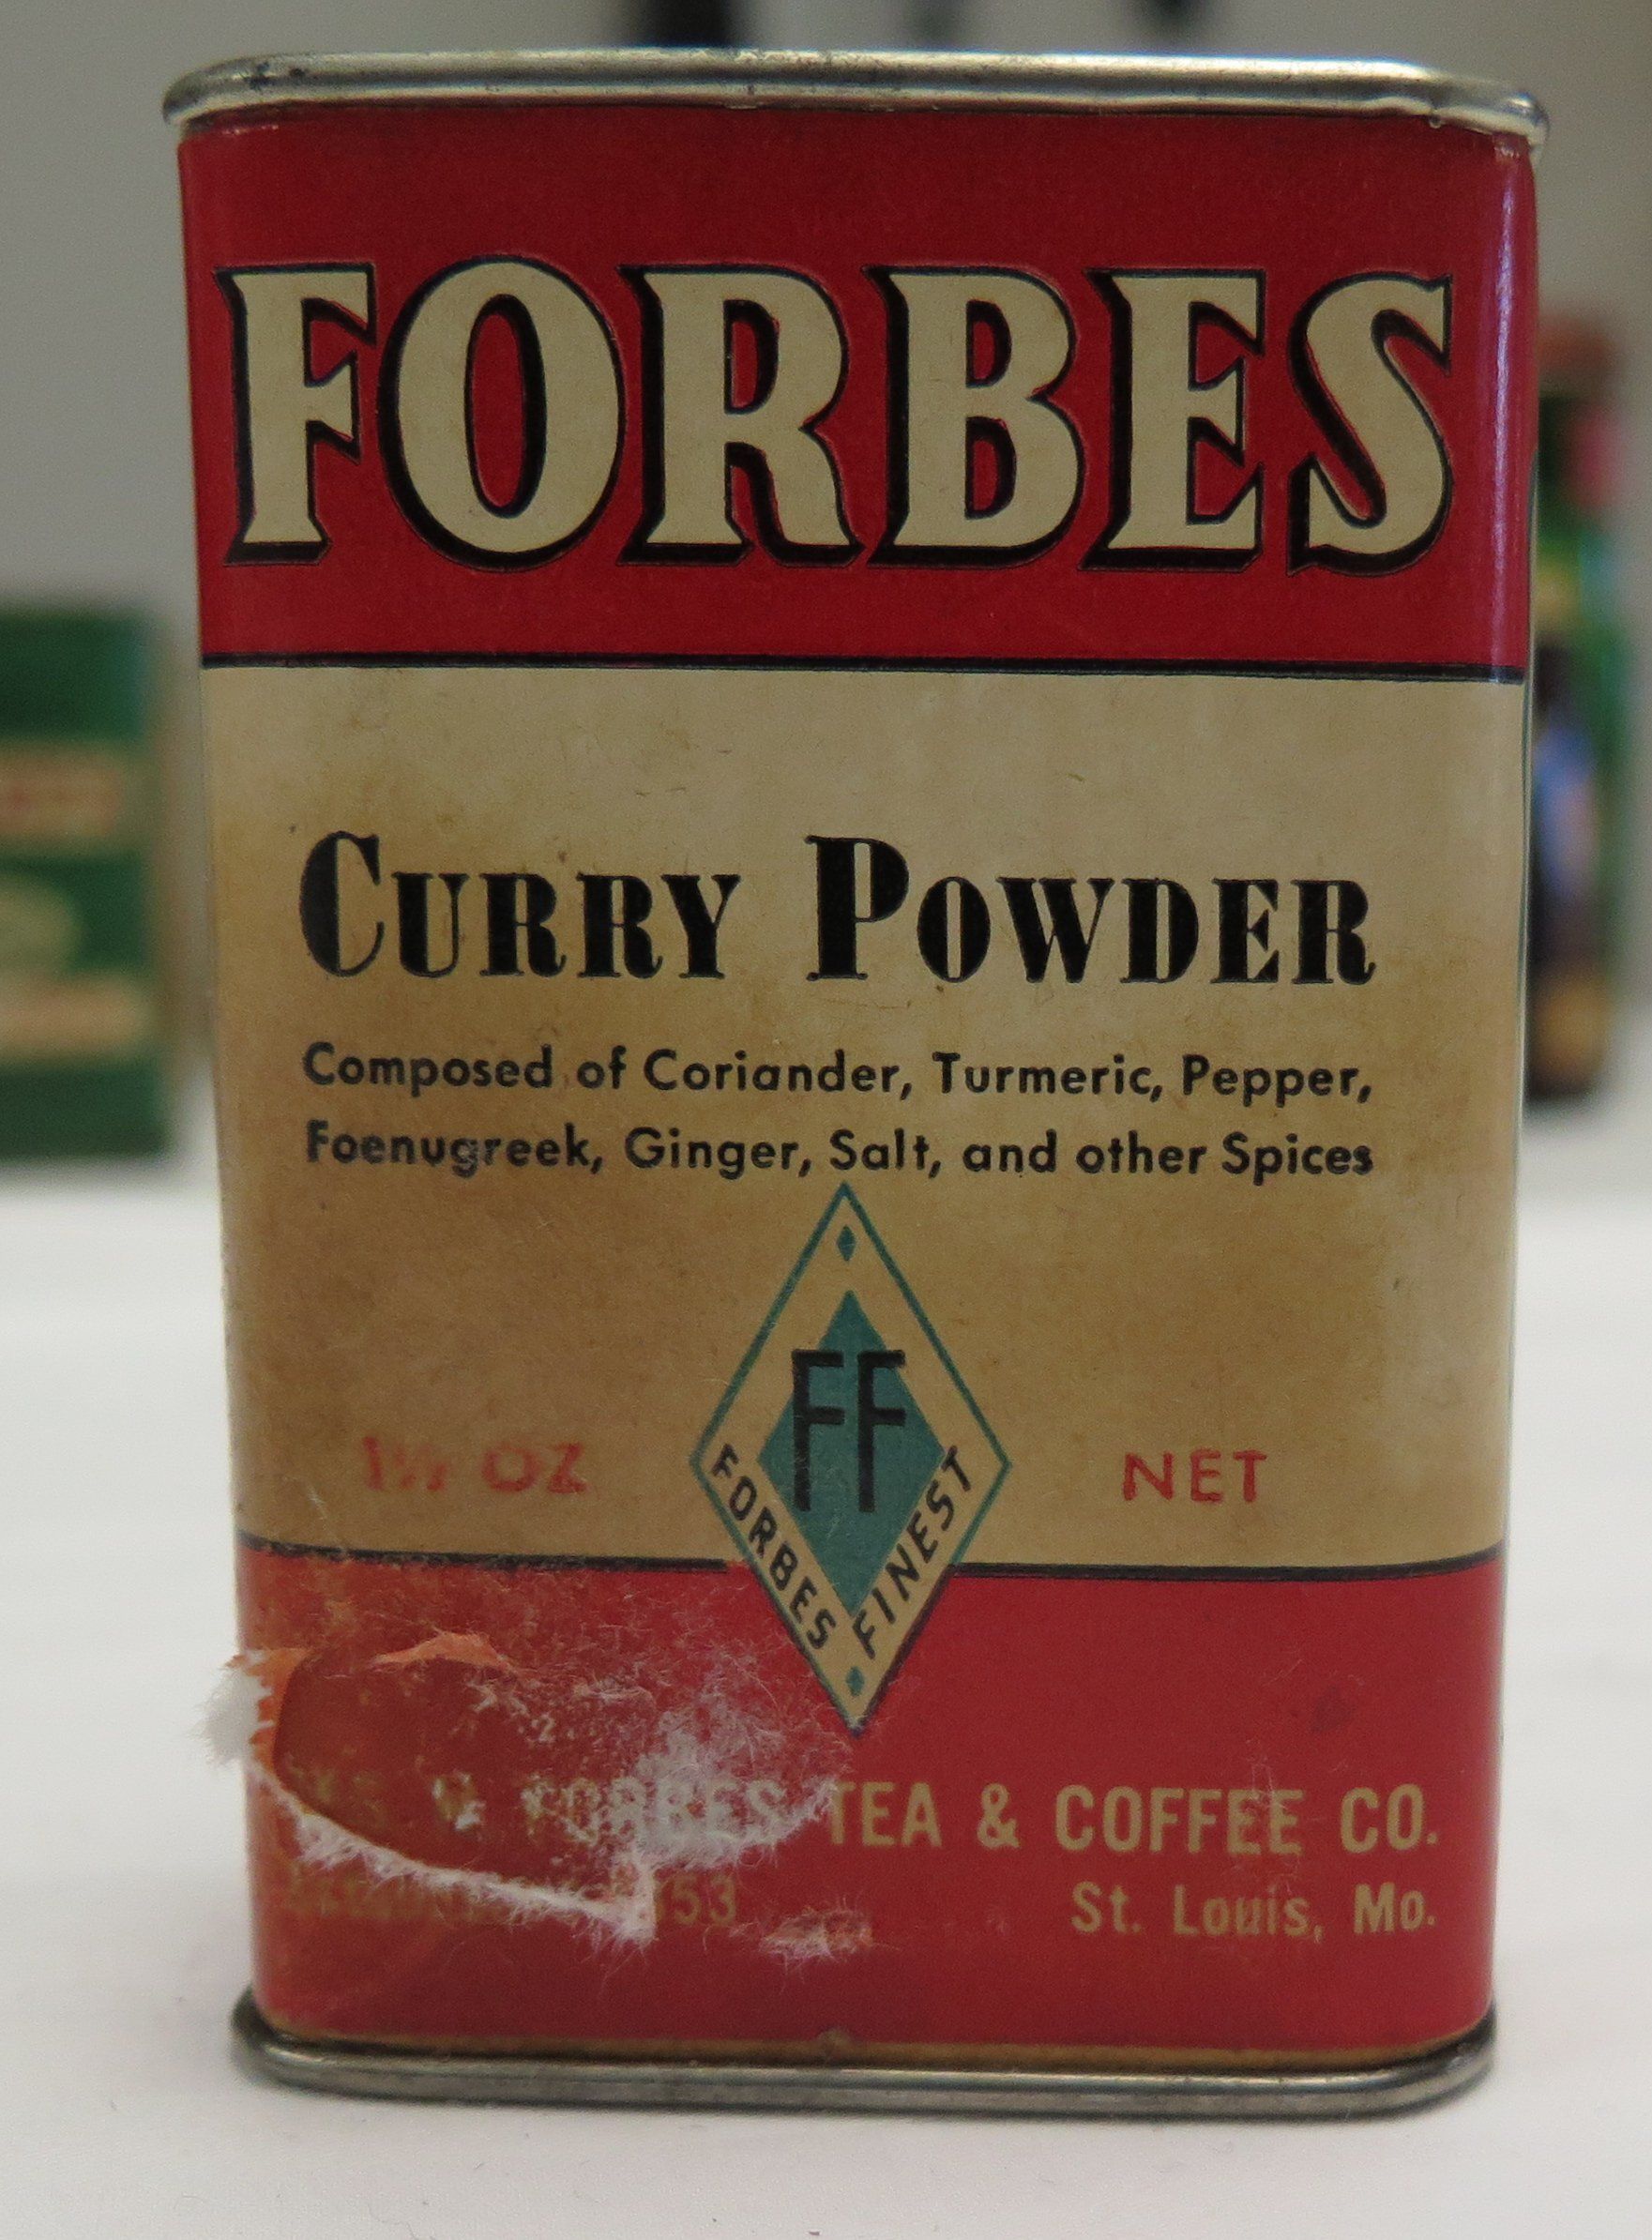 FORBES
CURRY POWDER
Composed of Coriander, Turmeric, Pepper,
Foenugreek, Ginger, Salt, and other Spices
FF
FORBES FINEST
OZ NET
FORBES TEA & COFFEE CO.
St. Louis, Mo.